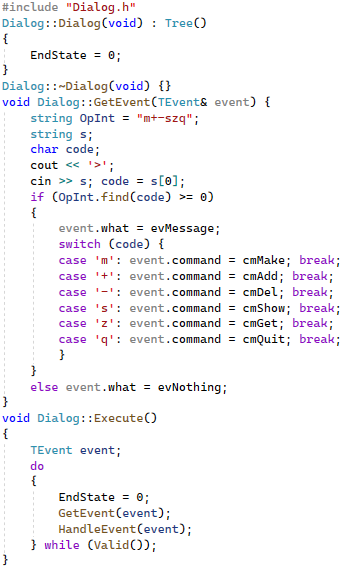 #include "Dialog.h"
Dialog::Dialog(void) : Tree()
{
    EndState = 0;
}
Dialog::~Dialog(void) {}
void Dialog::GetEvent(TEvent& event) {
    string OpInt = "m+-szq";
    string s;
    char code;
    cout << '>';
    cin >> s; code = s[0];
    if (OpInt.find(code) >= 0)
    {
        event.what = evMessage;
        switch (code) {
        case 'm': event.command = cmMake; break;
        case '+': event.command = cmAdd; break;
        case '-': event.command = cmDel; break;
        case 's': event.command = cmShow; break;
        case 'z': event.command = cmGet; break;
        case 'q': event.command = cmQuit; break;
        }
    }
    else event.what = evNothing;
}
void Dialog::Execute()
{
    TEvent event;
    do
    {
        EndState = 0;
        GetEvent(event);
        HandleEvent(event);
    } while (Valid());
}